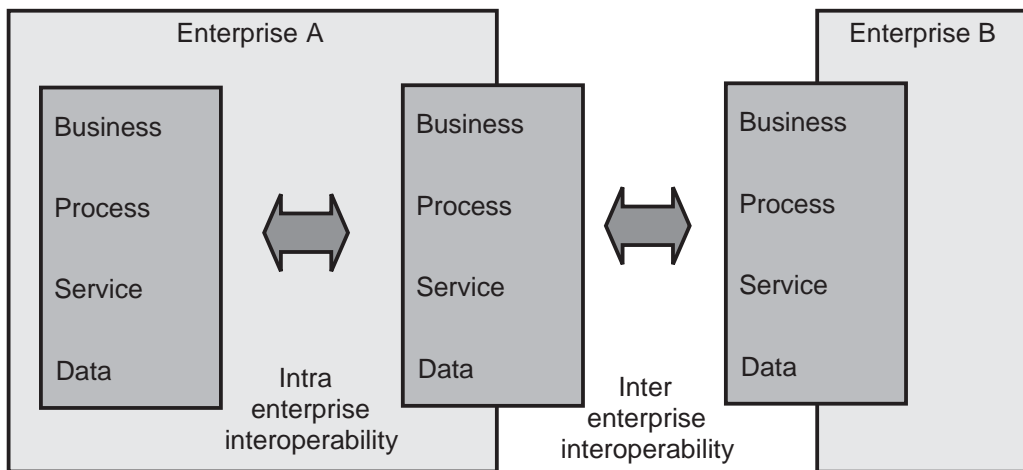 Enterprise A
Enterprise B
Business
Process
Service
Data
Intra
enterprise
interoperability
Business
Process
Service
Data
Inter
enterprise
interoperability
Business
Process
Service
Data